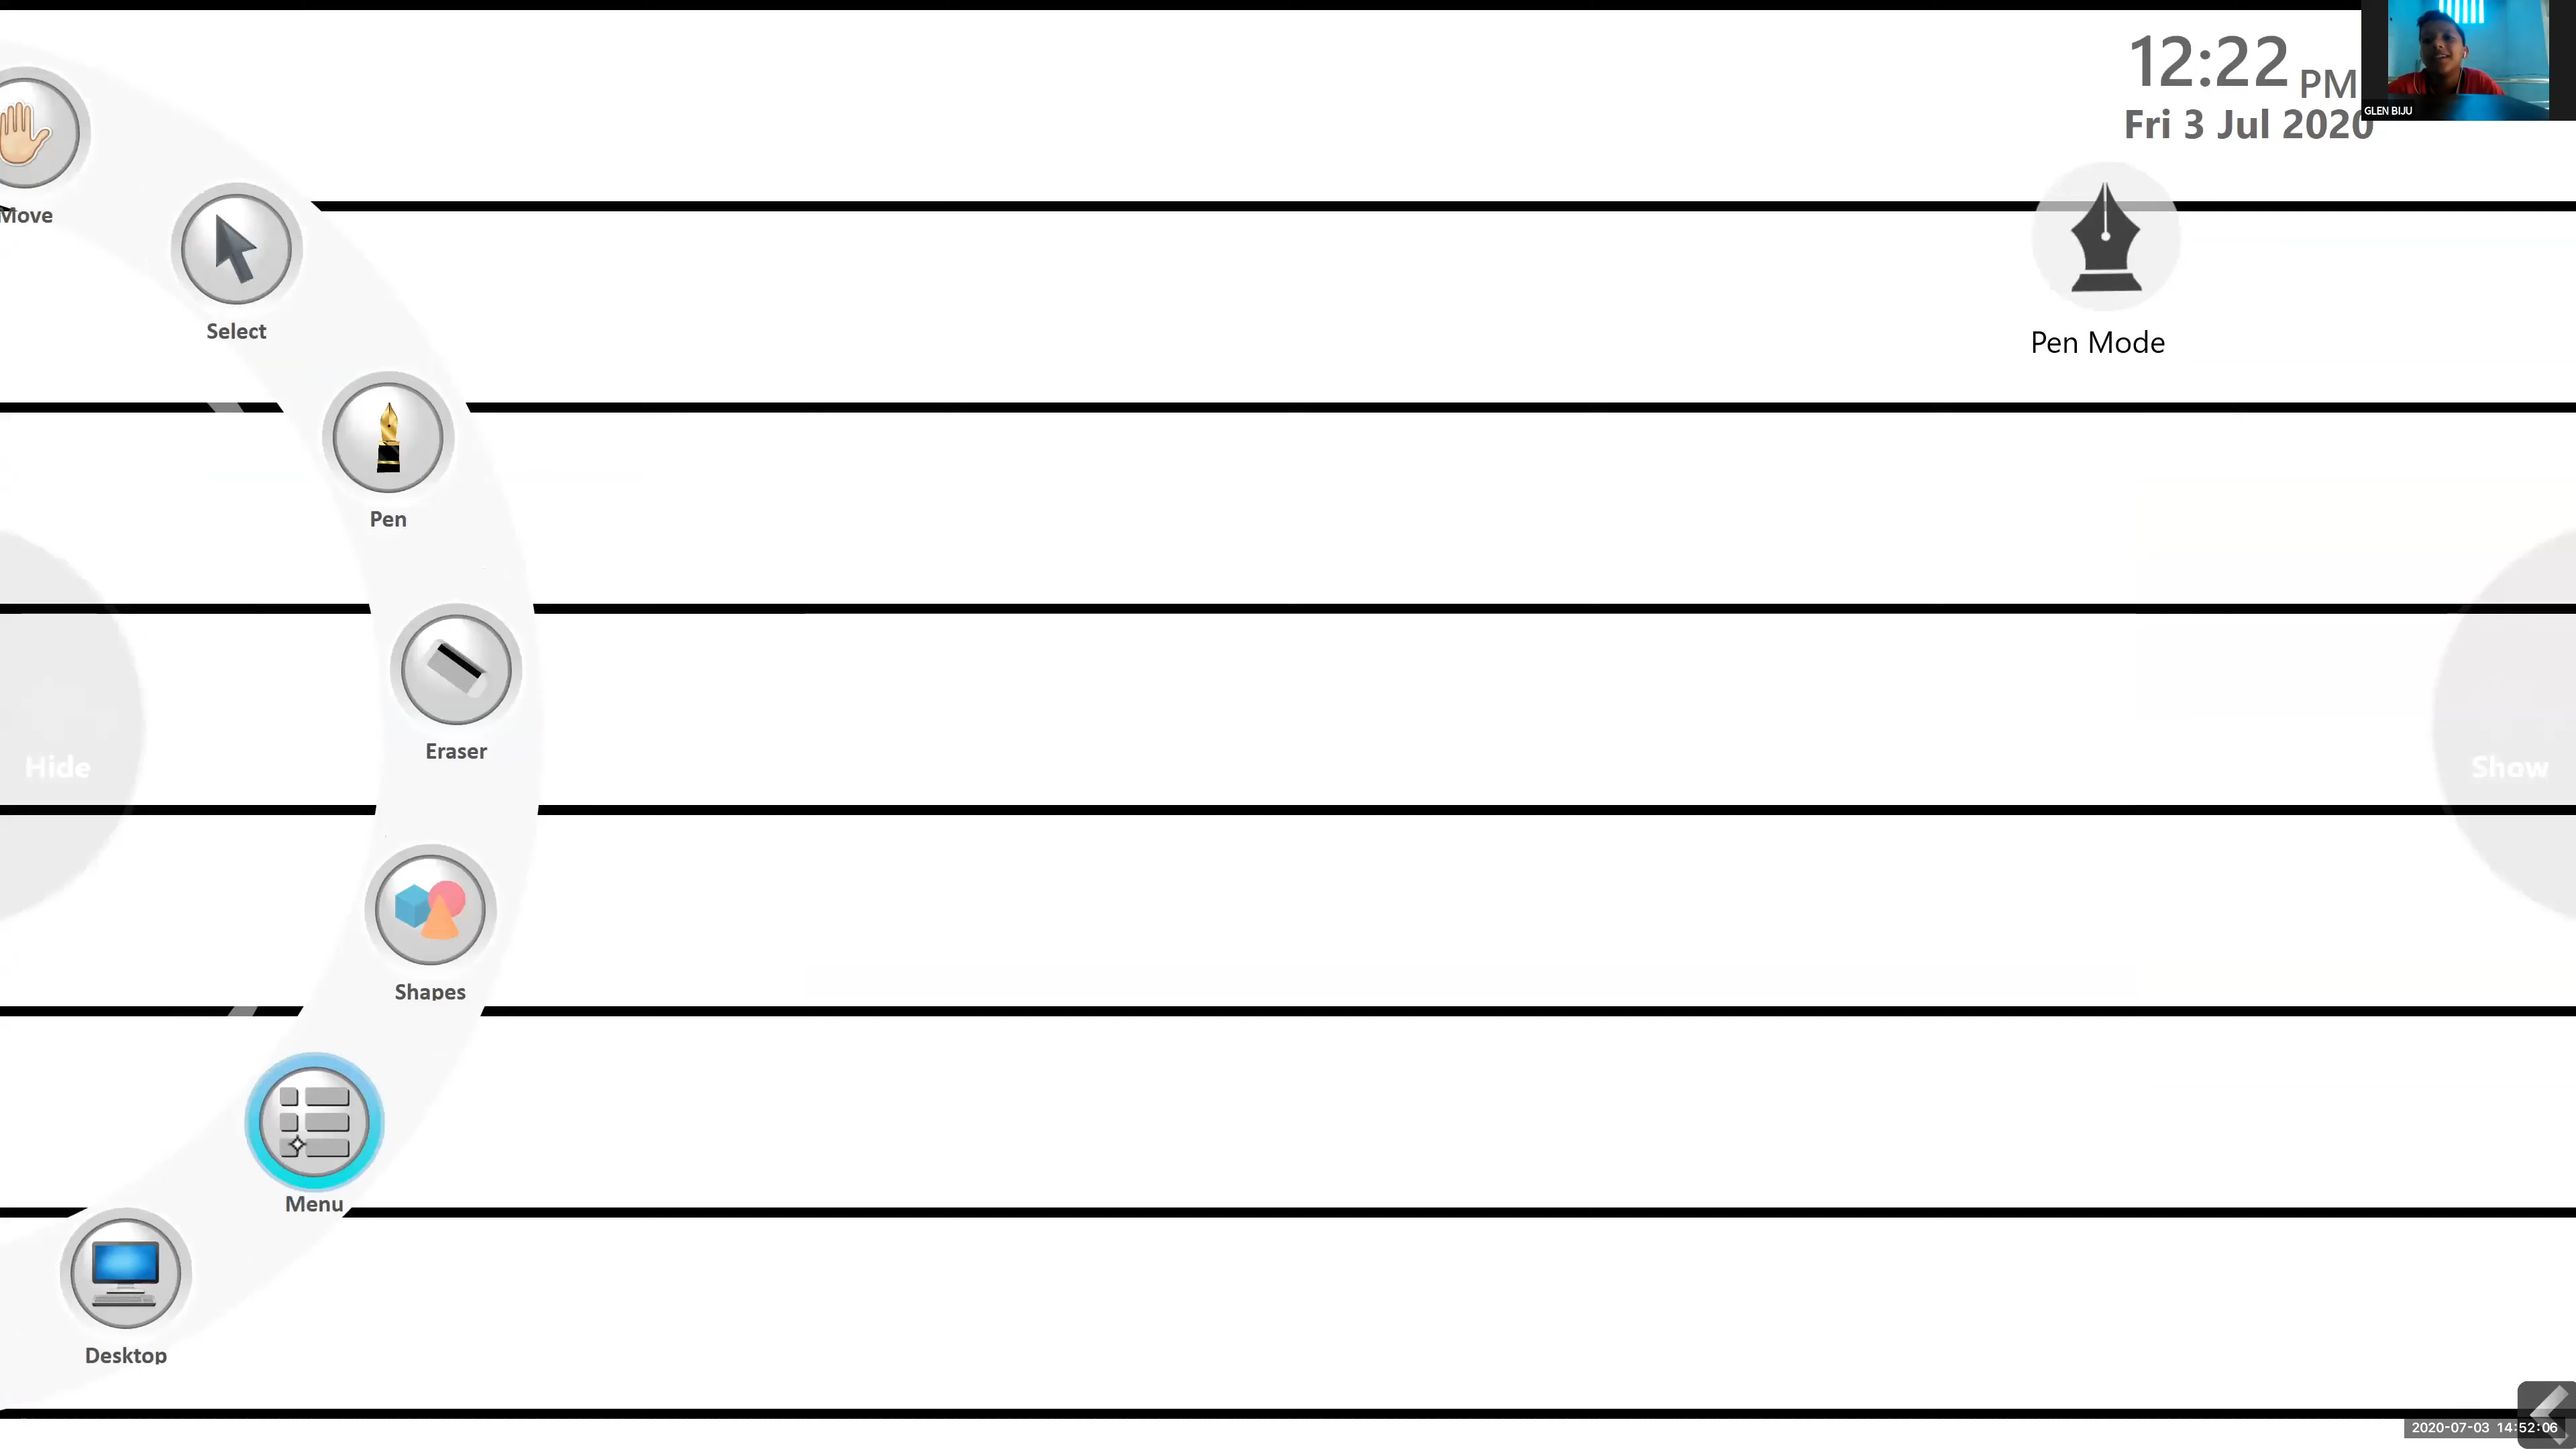 12:22 PM
GLEN BIJU
Fri 3 Jul 2020
Move
Select
Pen Mode
Pen
Eraser
Hide
Show
Shapes
Menu
Desktop
2020-07-03 14:52:06